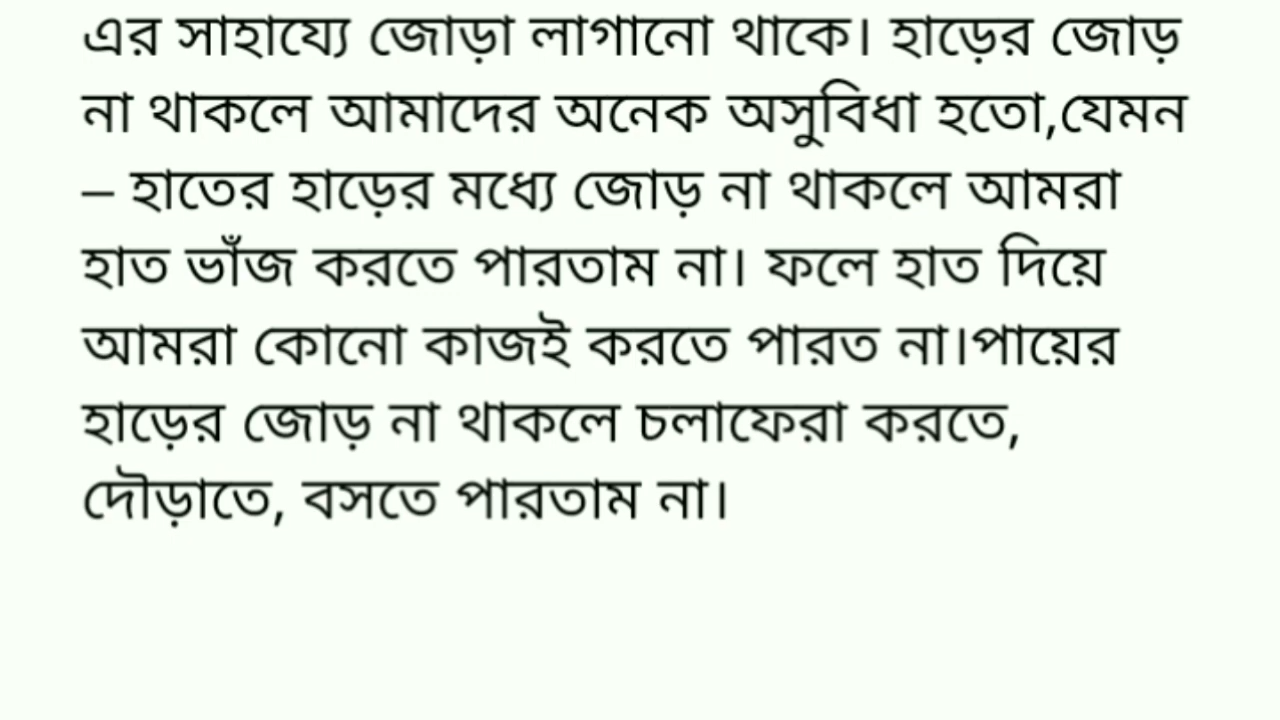 এর সাহায্যে জোড়া লাগানো থাকে। হাড়ের জোড়
না থাকলে আমাদের অনেক অসুবিধা হতো,যেমন
– হাতের হাড়ের মধ্যে জোড় না থাকলে আমরা
হাত ভাঁজ করতে পারতাম না। ফলে হাত দিয়ে
আমরা কোনো কাজই করতে পারত না।পায়ের
হাড়ের জোড় না থাকলে চলাফেরা করতে,
দৌড়াতে, বসতে পারতাম না।